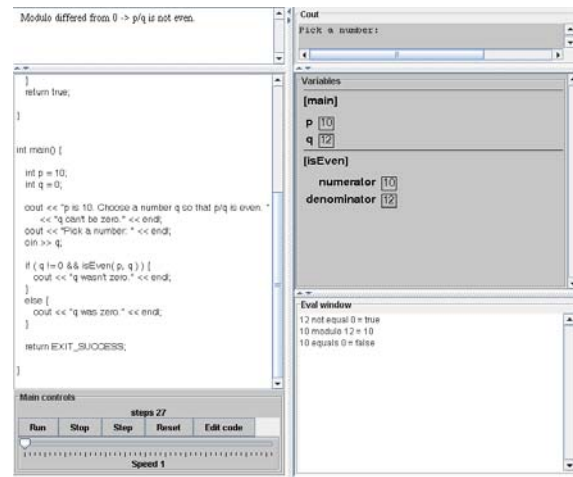 Modulo differed from 0 -> p/q is not even.
}
return true;
}
int main() {
int p = 10;
int q = 0;
cout << "p is 10. Choose a number q so that p/q is even. "
<< "q can't be zero." << endl;
cout << "Pick a number: " << endl;
cin >> q;
if ( q != 0 && isEven( p, q ) ) {
cout << "q wasn't zero." << endl;
}
else {
cout << "q was zero." << endl;
}
return EXIT_SUCCESS;
}
Main controls
steps 27
Run Stop Step Reset Edit code
Speed 1
Cout
Pick a number:
Variables
[main]
p 10
q 12
[isEven]
numerator 10
denominator 12
Eval window
12 not equal 0 = true
10 modulo 12 = 10
10 equals 0 = false